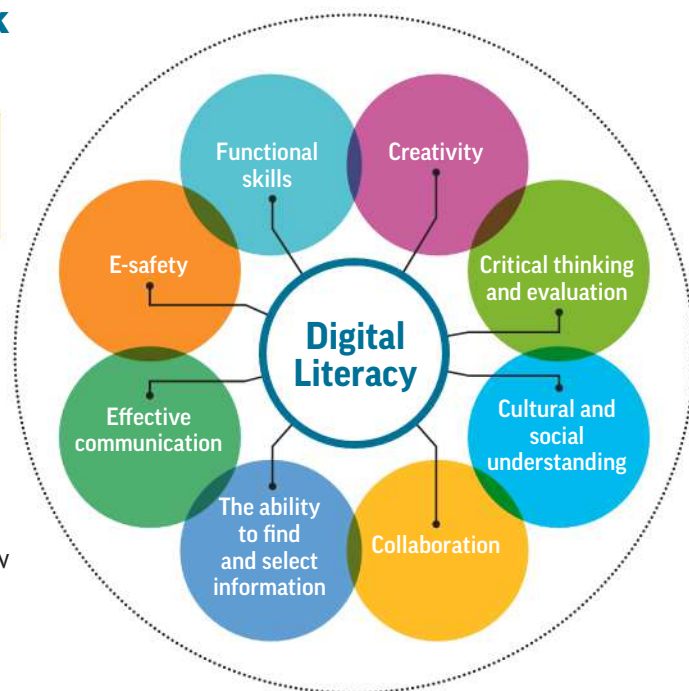 Functional
skills
Creativity
E-safety
Critical thinking
and evaluation
Digital
Literacy
Effective
communication
Cultural and
social
understanding
The ability
to find
and select
information
Collaboration